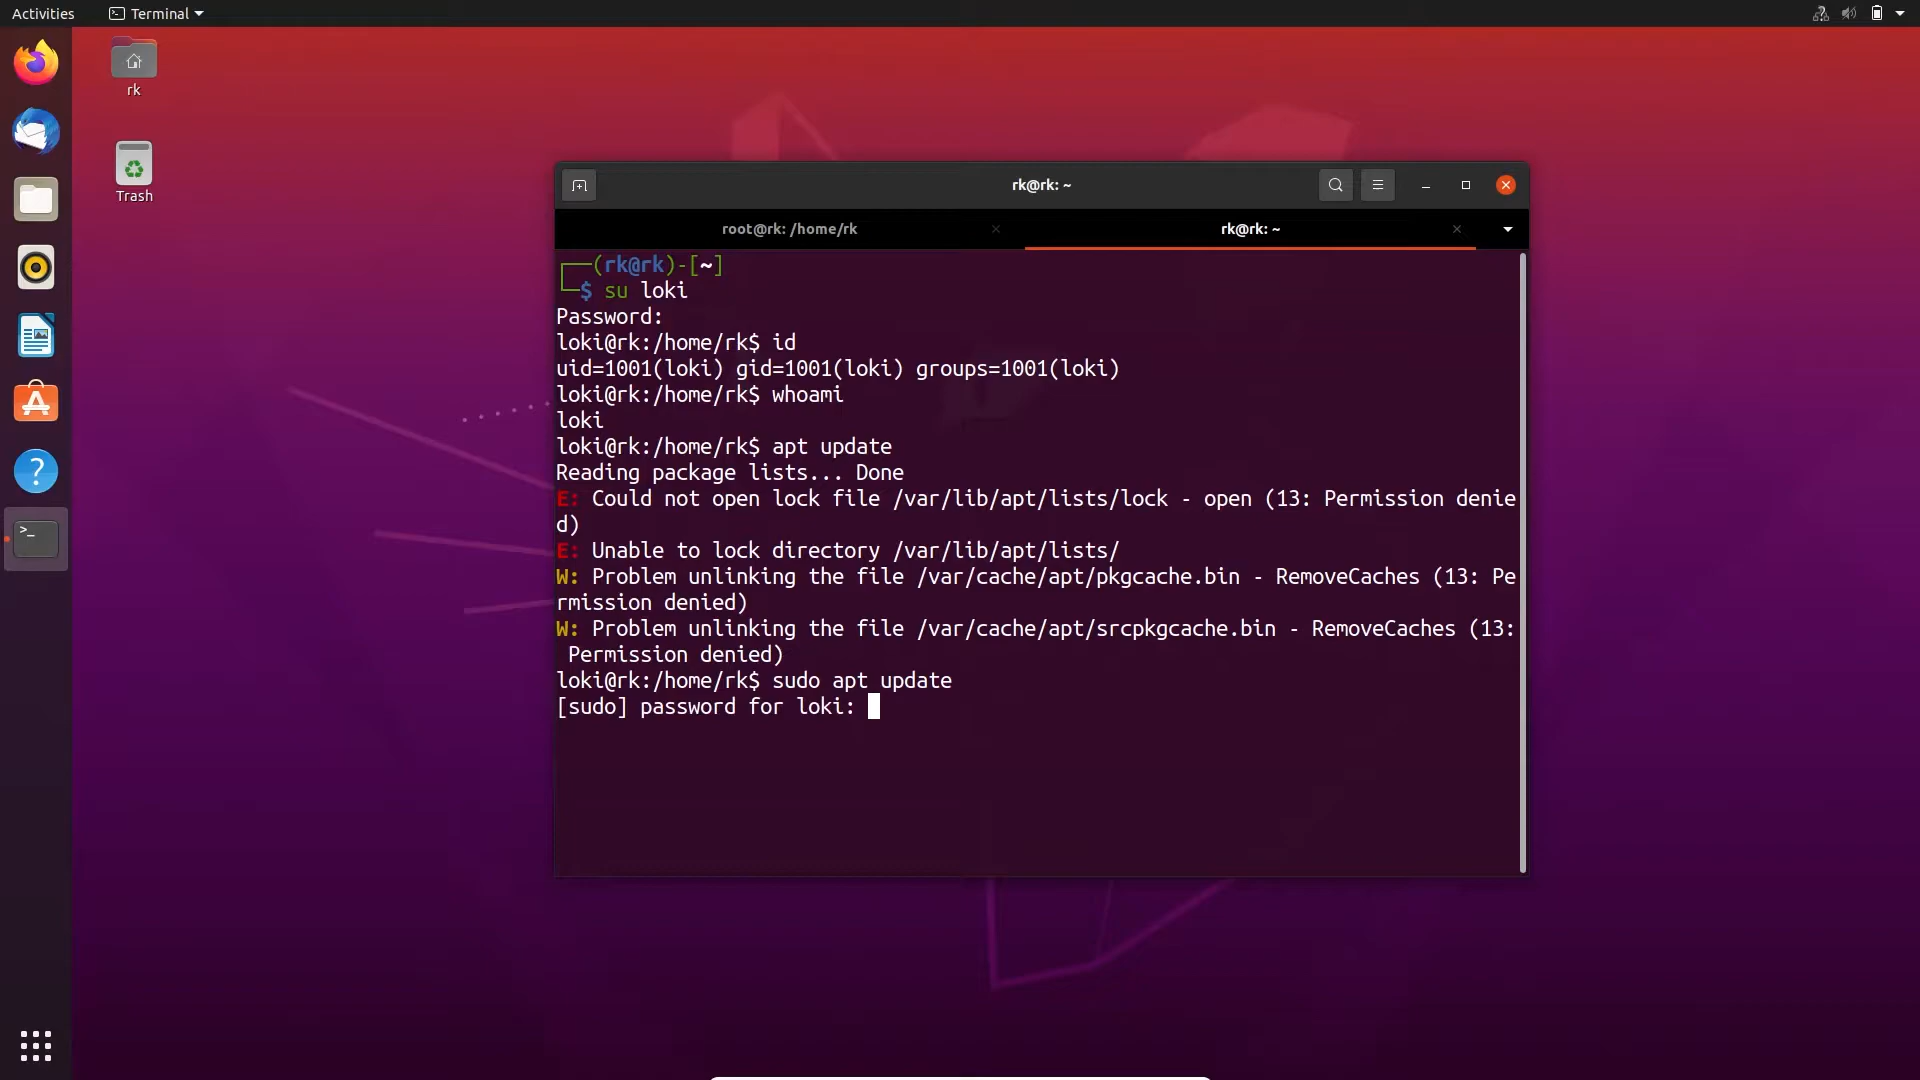 Activities
Terminal
rk
Trash
rk@rk: ~
root@rk: /home/rk
rk@rk: ~
┌──(rk@rk)-[~]
└─$ su loki
Password:
loki@rk:/home/rk$ id
uid=1001(loki) gid=1001(loki) groups=1001(loki)
loki@rk:/home/rk$ whoami
loki
loki@rk:/home/rk$ apt update
Reading package lists... Done
E: Could not open lock file /var/lib/apt/lists/lock - open (13: Permission denie
d)
E: Unable to lock directory /var/lib/apt/lists/
W: Problem unlinking the file /var/cache/apt/pkgcache.bin - RemoveCaches (13: Pe
rmission denied)
W: Problem unlinking the file /var/cache/apt/srcpkgcache.bin - RemoveCaches (13:
 Permission denied)
loki@rk:/home/rk$ sudo apt update
[sudo] password for loki: